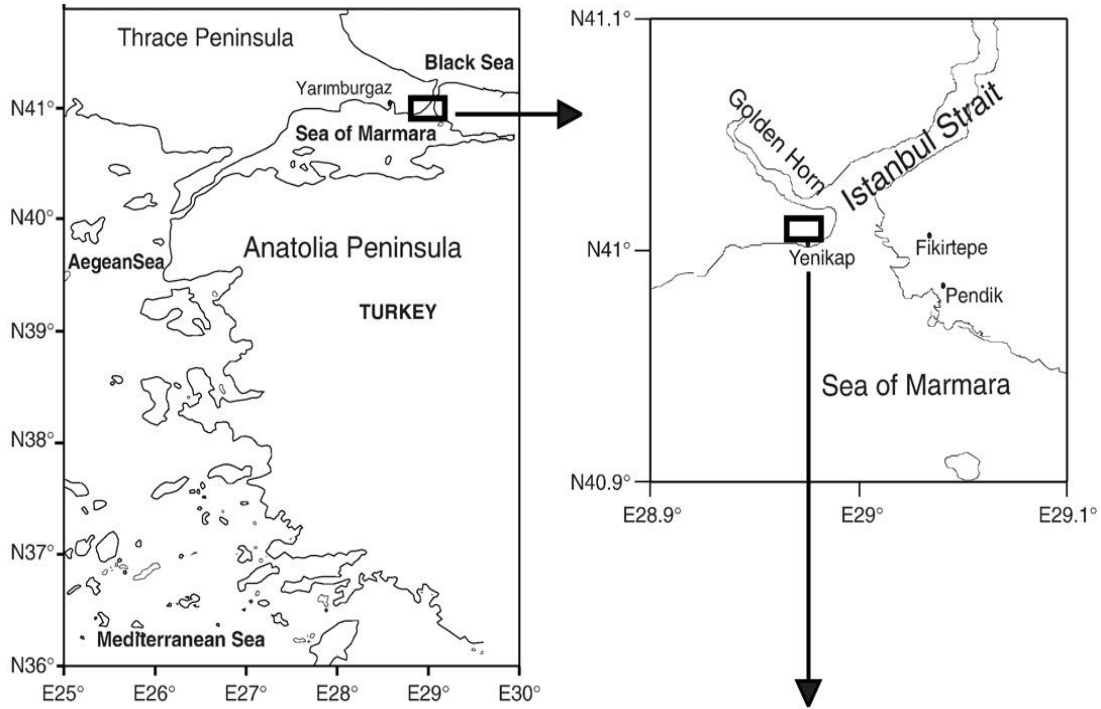 Thrace Peninsula
Black Sea
Yarımburgaz
N41°
Sea of Marmara
N40°
Anatolia Peninsula
AegeanSea
TURKEY
N39°
N38°
N37°
Mediterranean Sea
N36°
E25°
E26°
E27°
E28°
E29°
E30°
N41.1°
Golden Horn
Istanbul Strait
N41°
Yenikap
Fikirtepe
Pendik
Sea of Marmara
N40.9°
E28.9°
E29°
E29.1°